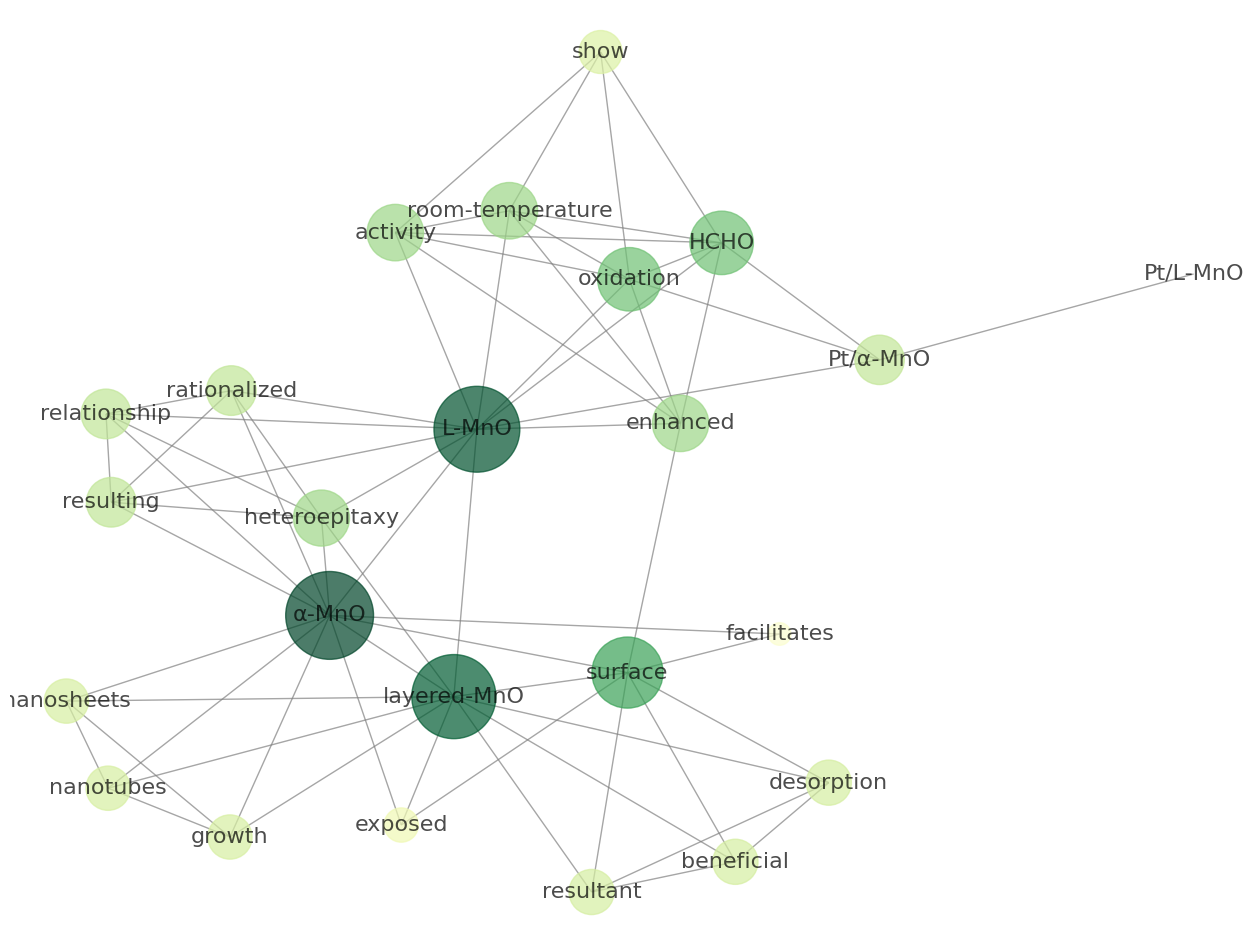 show
room-temperature
activity
HCHO
oxidation
Pt/L-MnO
Pt/α-MnO
rationalized
relationship
enhanced
L-MnO
resulting
heteroepitaxy
α-MnO
facilitates
surface
layered-MnO
nanosheets
desorption
nanotubes
exposed
growth
beneficial
resultant